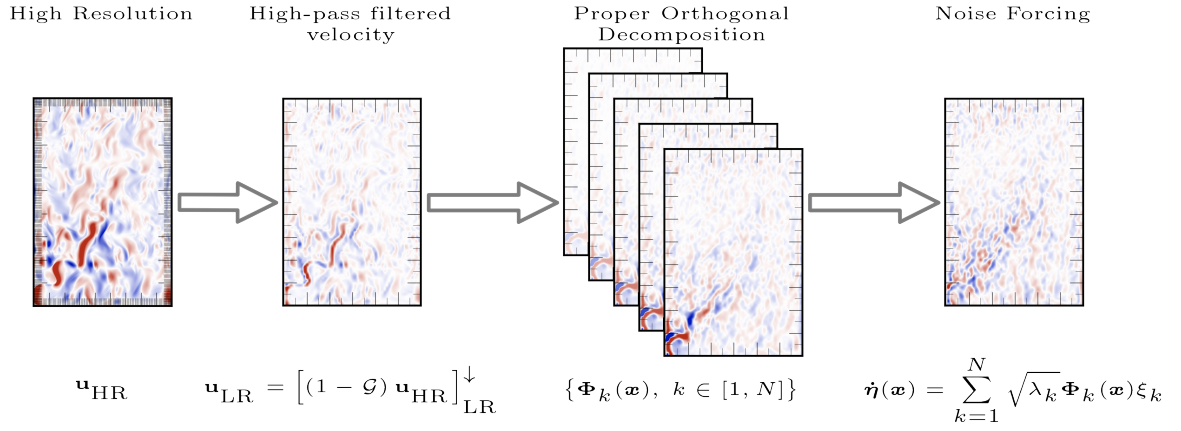 High Resolution
High-pass filtered
velocity
Proper Orthogonal
Decomposition
Noise Forcing
u_HR
u_LR = [(1 − 𝒢) u_HR]^↓_LR
{Φ_k(x), k ∈ [1, N]}
η̇(x) = ∑_{k=1}^{N} √λ_k Φ_k(x)ξ_k